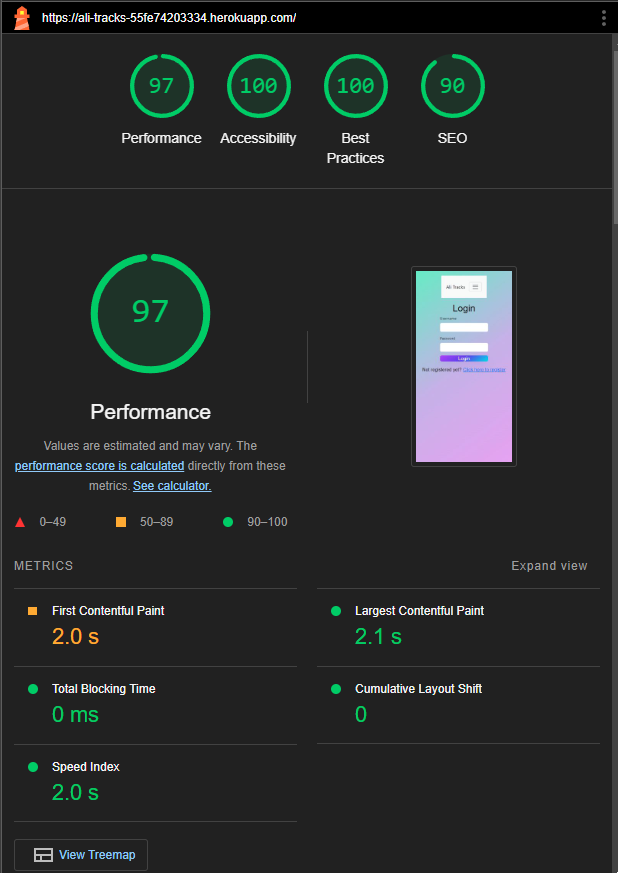 https://ali-tracks-55fe74203334.herokuapp.com/
97
100
100
90
Performance
Accessibility
Best
Practices
SEO
97
Performance
Values are estimated and may vary. The
performance score is calculated directly from these
metrics. See calculator.
0–49
50–89
90–100
Ali Tracks
Login
Username
Password
Login
Not registered yet? Click here to register
METRICS
Expand view
First Contentful Paint
2.0 s
Largest Contentful Paint
2.1 s
Total Blocking Time
0 ms
Cumulative Layout Shift
0
Speed Index
2.0 s
View Treemap